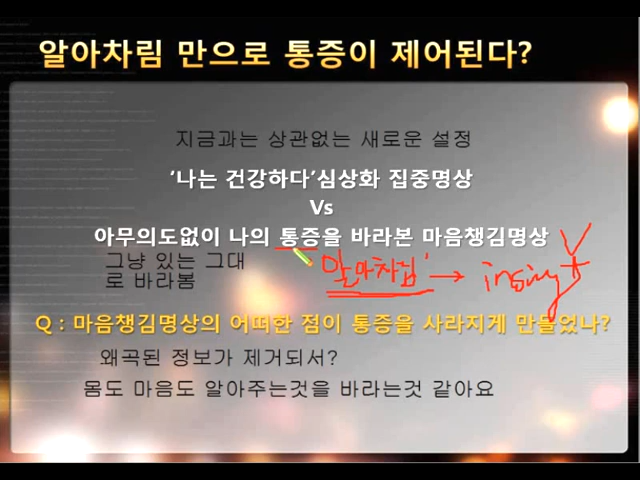 알아차림 만으로 통증이 제어된다?
지금과는 상관없는 새로운 설정
‘나는 건강하다’심상화 집중명상
Vs
아무의도없이 나의 통증을 바라본 마음챙김명상
그냥 있는 그대
로 바라봄
알아차림' →
Q : 마음챙김명상의 어떠한 점이 통증을 사라지게 만들었나?
왜곡된 정보가 제거되서?
몸도 마음도 알아주는것을 바라는것 같아요